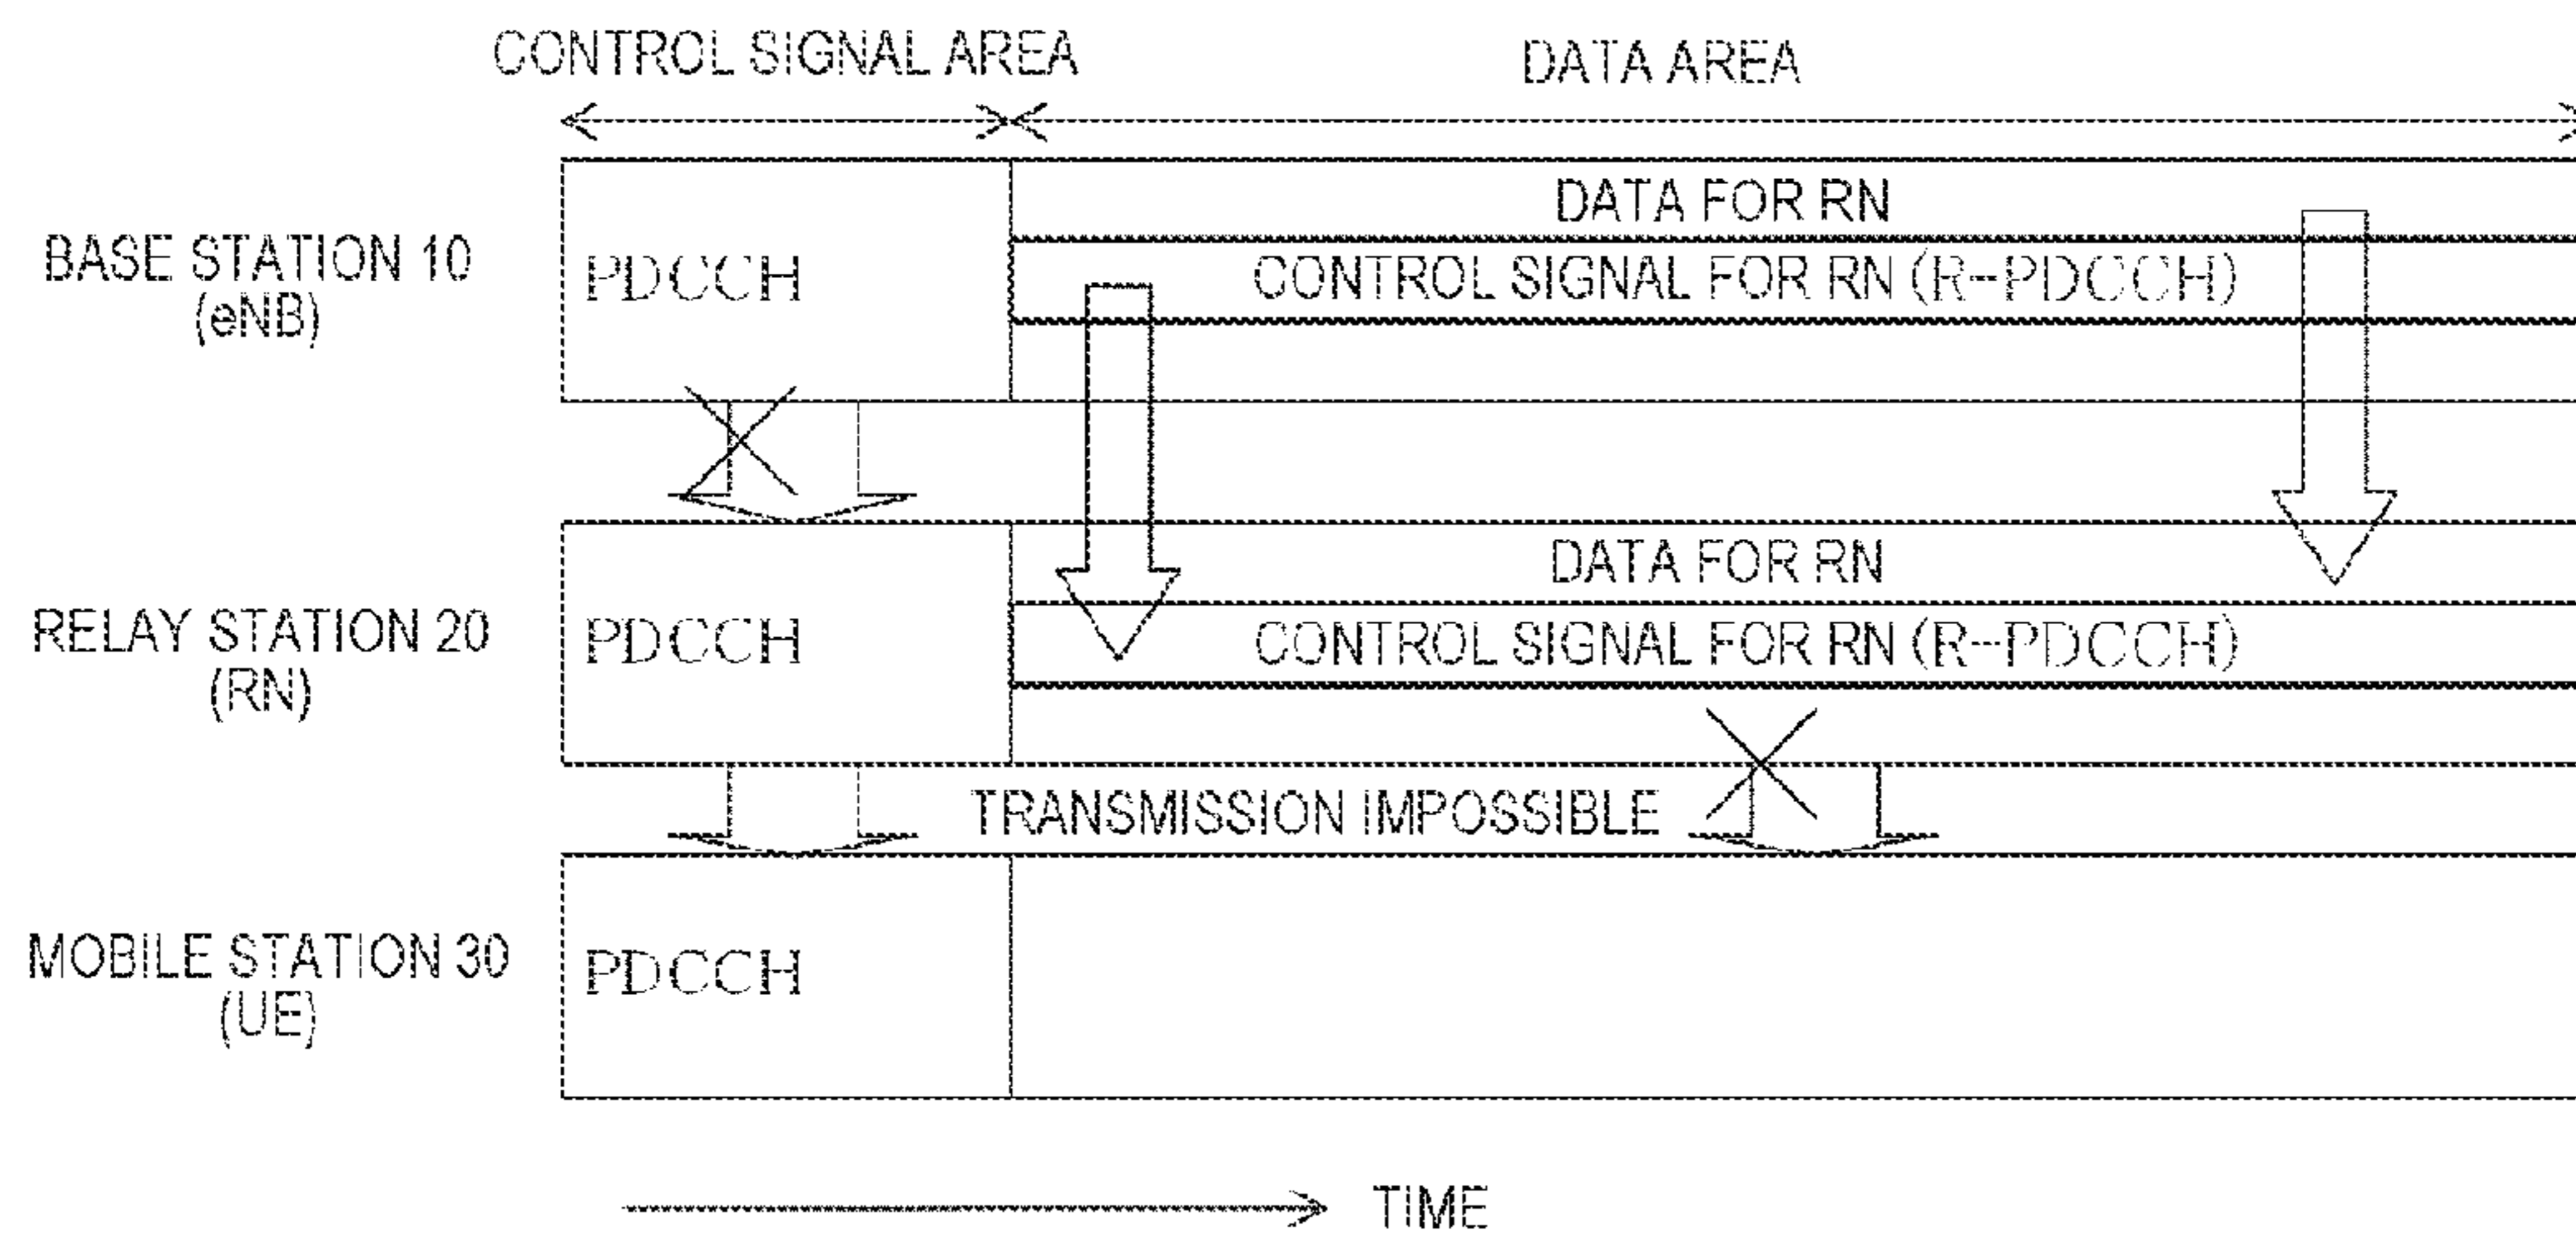 CONTROL SIGNAL AREA
DATA AREA
BASE STATION 10
(eNB)
PDCCH
DATA FOR RN
CONTROL SIGNAL FOR RN (R-PDCCH)
RELAY STATION 20
(RN)
PDCCH
DATA FOR RN
CONTROL SIGNAL FOR RN (R-PDCCH)
TRANSMISSION IMPOSSIBLE
MOBILE STATION 30
(UE)
PDCCH
TIME